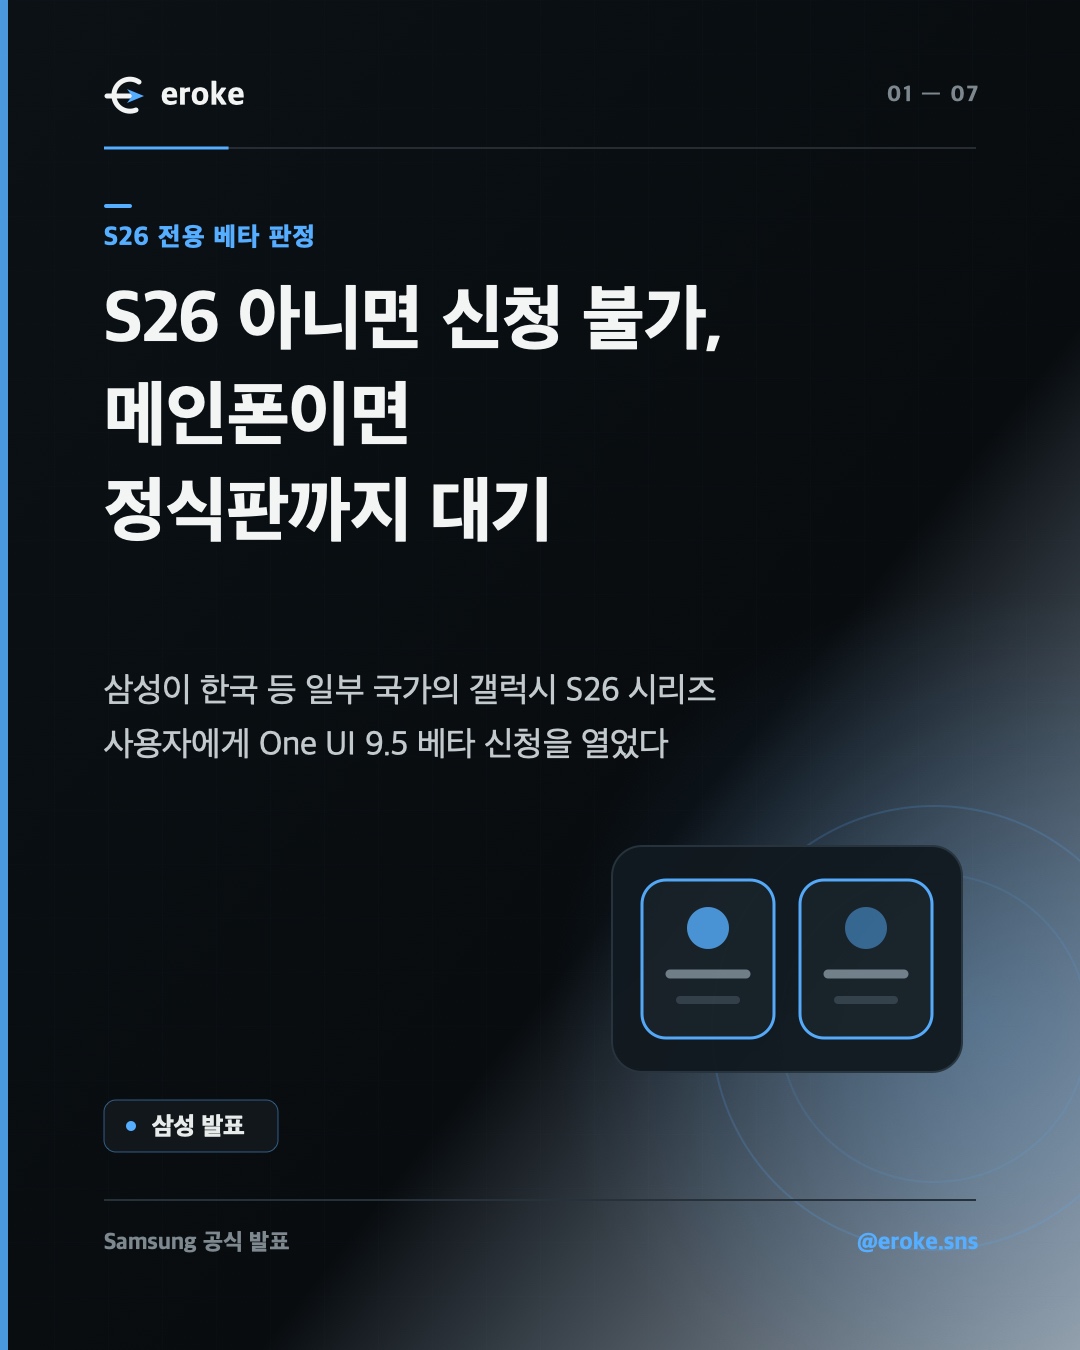 eroke
01 — 07
S26 전용 베타 판정
S26 아니면 신청 불가,
메인폰이면
정식판까지 대기
삼성이 한국 등 일부 국가의 갤럭시 S26 시리즈
사용자에게 One UI 9.5 베타 신청을 열었다
삼성 발표
Samsung 공식 발표
@eroke.sns